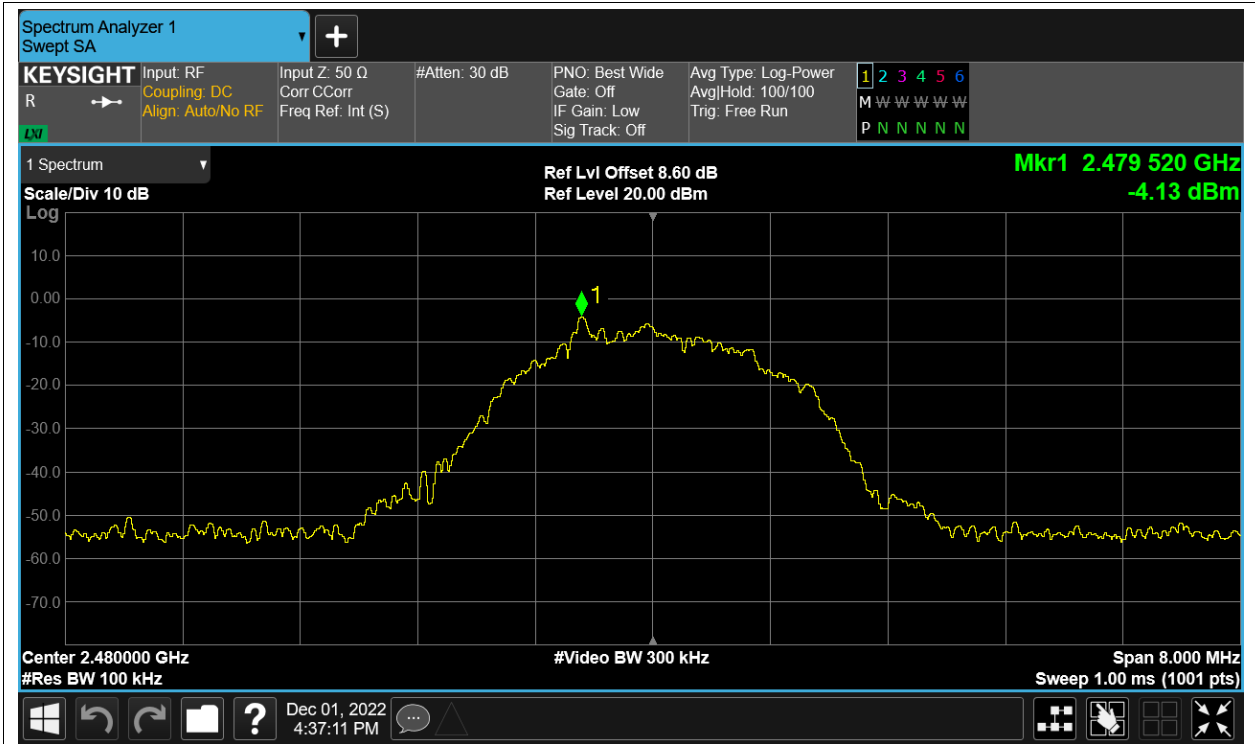 Spectrum Analyzer 1
Swept SA
KEYSIGHT
R
LXI
Input: RF
Coupling: DC
Align: Auto/No RF
Input Z: 50 Ω
Corr CCorr
Freq Ref: Int (S)
#Atten: 30 dB
PNO: Best Wide
Gate: Off
IF Gain: Low
Sig Track: Off
Avg Type: Log-Power
Avg|Hold: 100/100
Trig: Free Run
1 2 3 4 5 6
M W W W W W
P N N N N N
1 Spectrum
Scale/Div 10 dB
Log
Ref Lvl Offset 8.60 dB
Ref Level 20.00 dBm
Mkr1 2.479 520 GHz
-4.13 dBm
10.0
0.00
1
-10.0
-20.0
-30.0
-40.0
-50.0
-60.0
-70.0
Center 2.480000 GHz
#Video BW 300 kHz
Span 8.000 MHz
#Res BW 100 kHz
Sweep 1.00 ms (1001 pts)
?
Dec 01, 2022
4:37:11 PM